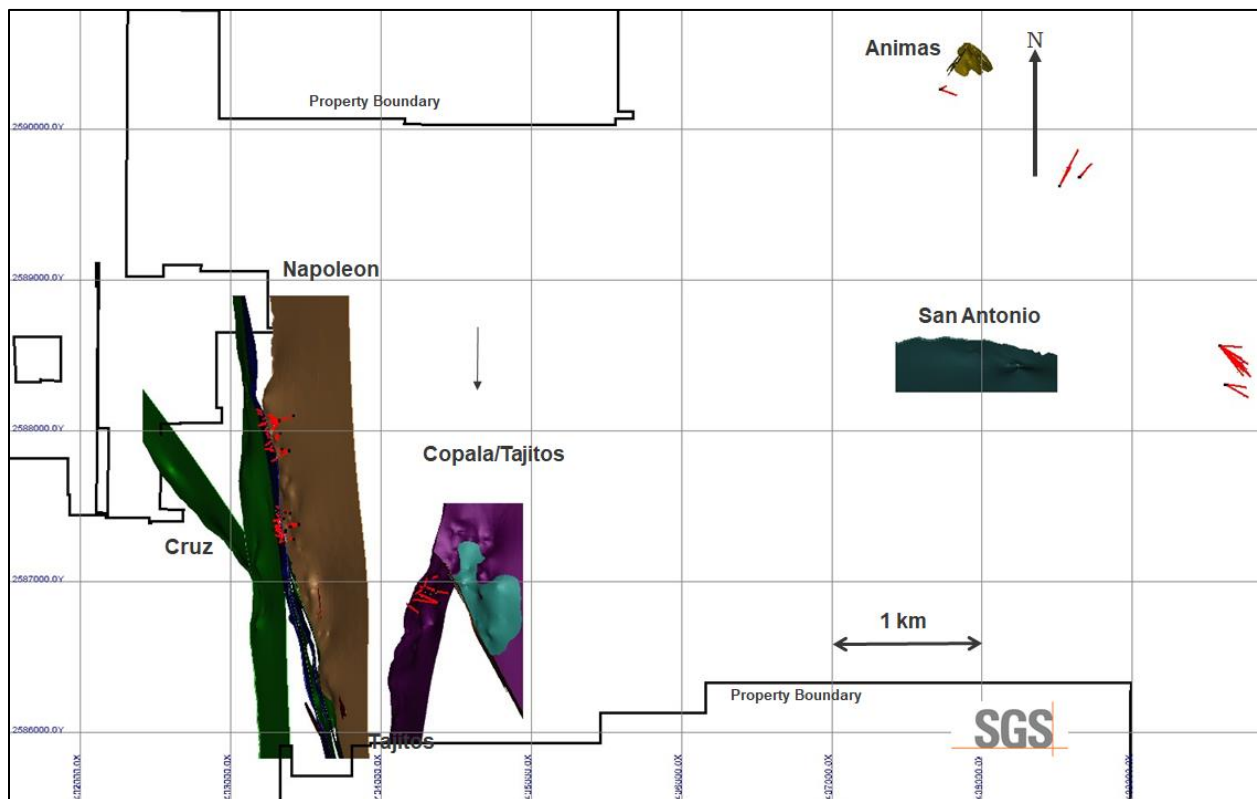 Animas
N
Property Boundary
2590000.0Y
2589000.0Y
Napoleon
San Antonio
2588000.0Y
Copala/Tajitos
Cruz
2587000.0Y
1 km
Property Boundary
SGS
2586000.0Y
Tajitos